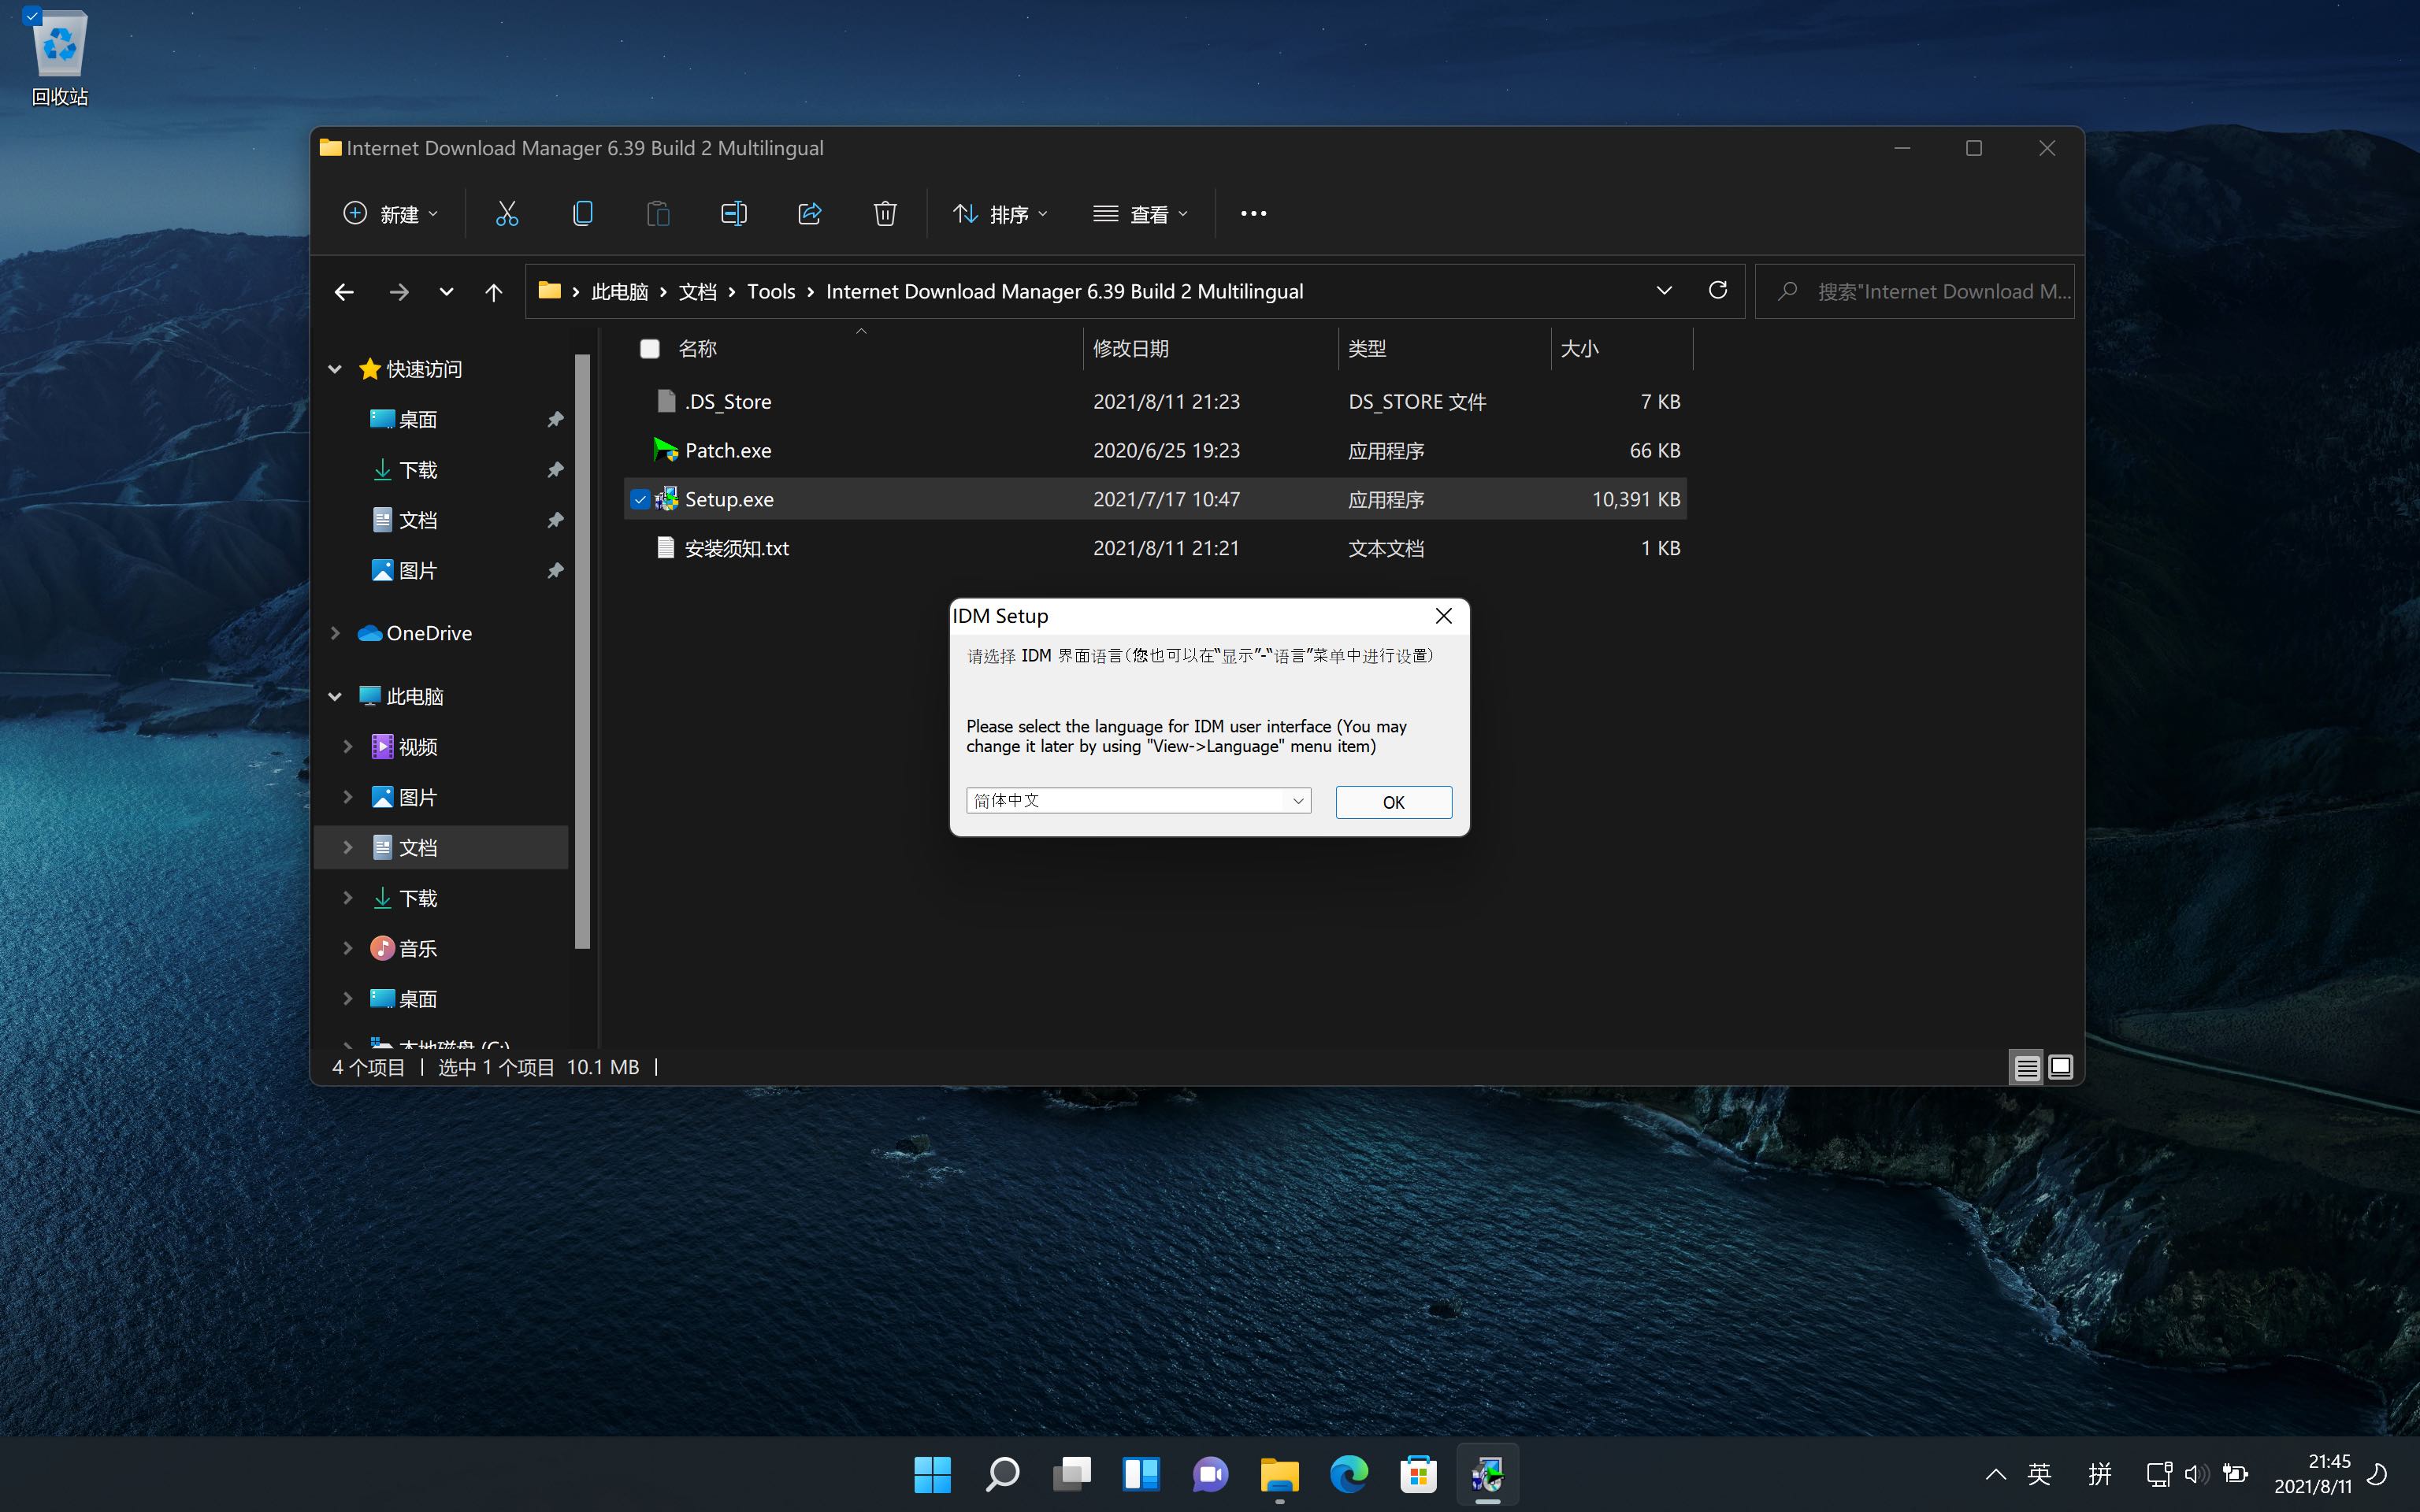 回收站
Internet Download Manager 6.39 Build 2 Multilingual
新建
排序
查看
此电脑 文档 Tools Internet Download Manager 6.39 Build 2 Multilingual
搜索"Internet Download M...
名称 修改日期 类型 大小
.DS_Store 2021/8/11 21:23 DS_STORE 文件 7 KB
Patch.exe 2020/6/25 19:23 应用程序 66 KB
Setup.exe 2021/7/17 10:47 应用程序 10,391 KB
安装须知.txt 2021/8/11 21:21 文本文档 1 KB
快速访问
桌面
下载
文档
图片
OneDrive
此电脑
视频
图片
文档
下载
音乐
桌面
本地磁盘 (C:)
4 个项目 选中 1 个项目 10.1 MB
IDM Setup
请选择 IDM 界面语言(您也可以在“显示”-“语言”菜单中进行设置)
Please select the language for IDM user interface (You may
change it later by using "View->Language" menu item)
简体中文
OK
英 拼
21:45
2021/8/11